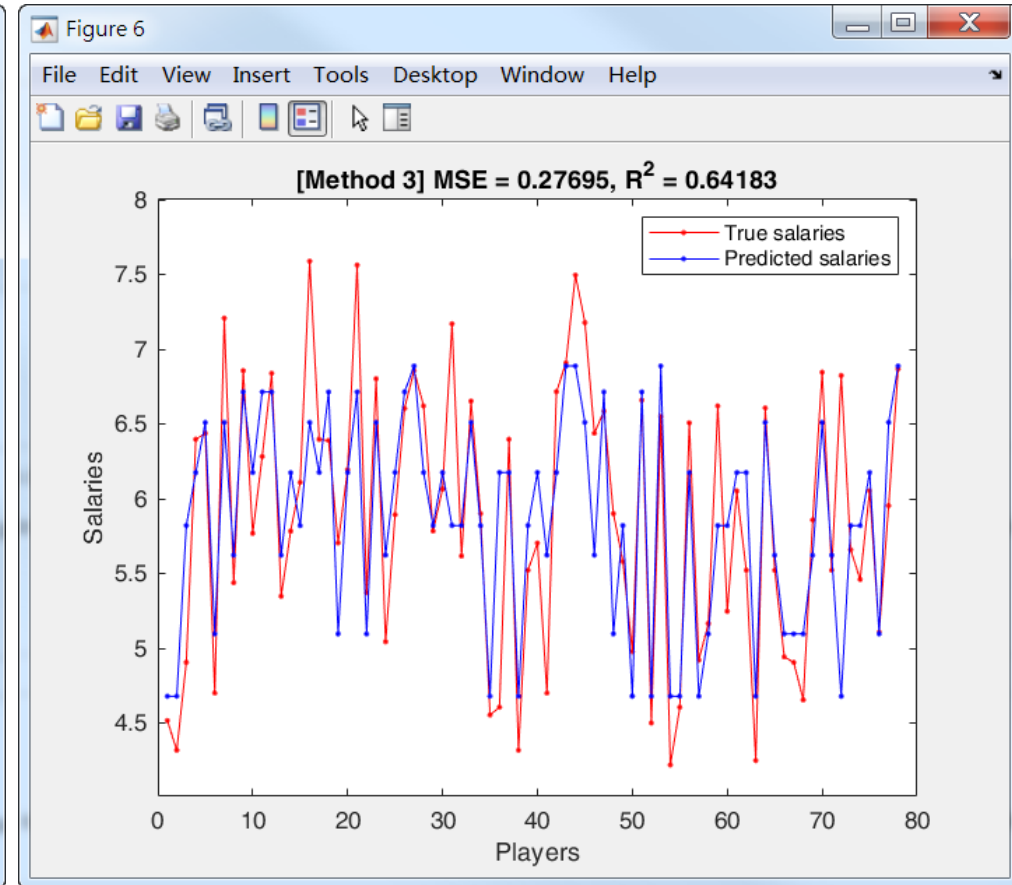 Figure 6
File Edit View Insert Tools Desktop Window Help
[Method 3] MSE = 0.27695, R² = 0.64183
True salaries
Predicted salaries
8
7.5
7
6.5
6
5.5
5
4.5
Salaries
0 10 20 30 40 50 60 70 80
Players